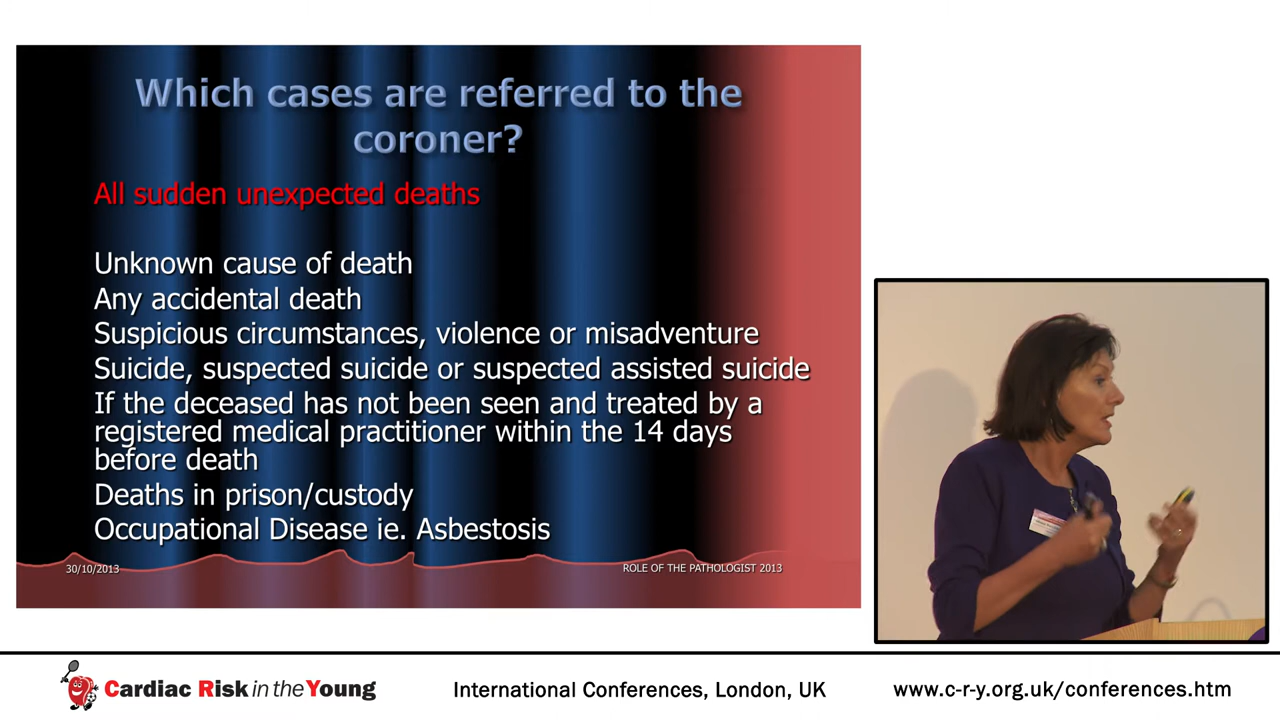 Which cases are referred to the
coroner?
All sudden unexpected deaths
Unknown cause of death
Any accidental death
Suspicious circumstances, violence or misadventure
Suicide, suspected suicide or suspected assisted suicide
If the deceased has not been seen and treated by a
registered medical practitioner within the 14 days
before death
Deaths in prison/custody
Occupational Disease ie. Asbestosis
30/10/2013
ROLE OF THE PATHOLOGIST 2013
Cardiac Risk in the Young
International Conferences, London, UK
www.c-r-y.org.uk/conferences.htm